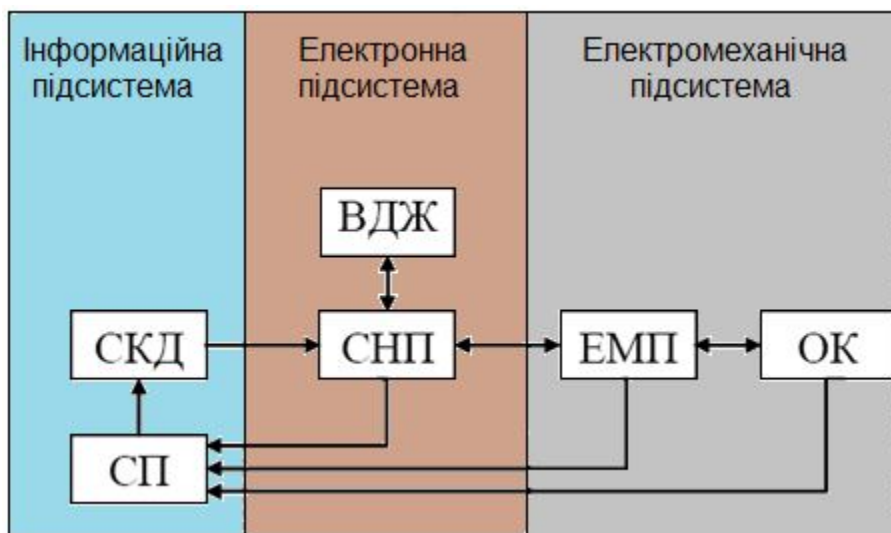 Інформаційна
підсистема
Електронна
підсистема
Електромеханічна
підсистема
ВДЖ
СКД
СНП
ЕМП
ОК
СП